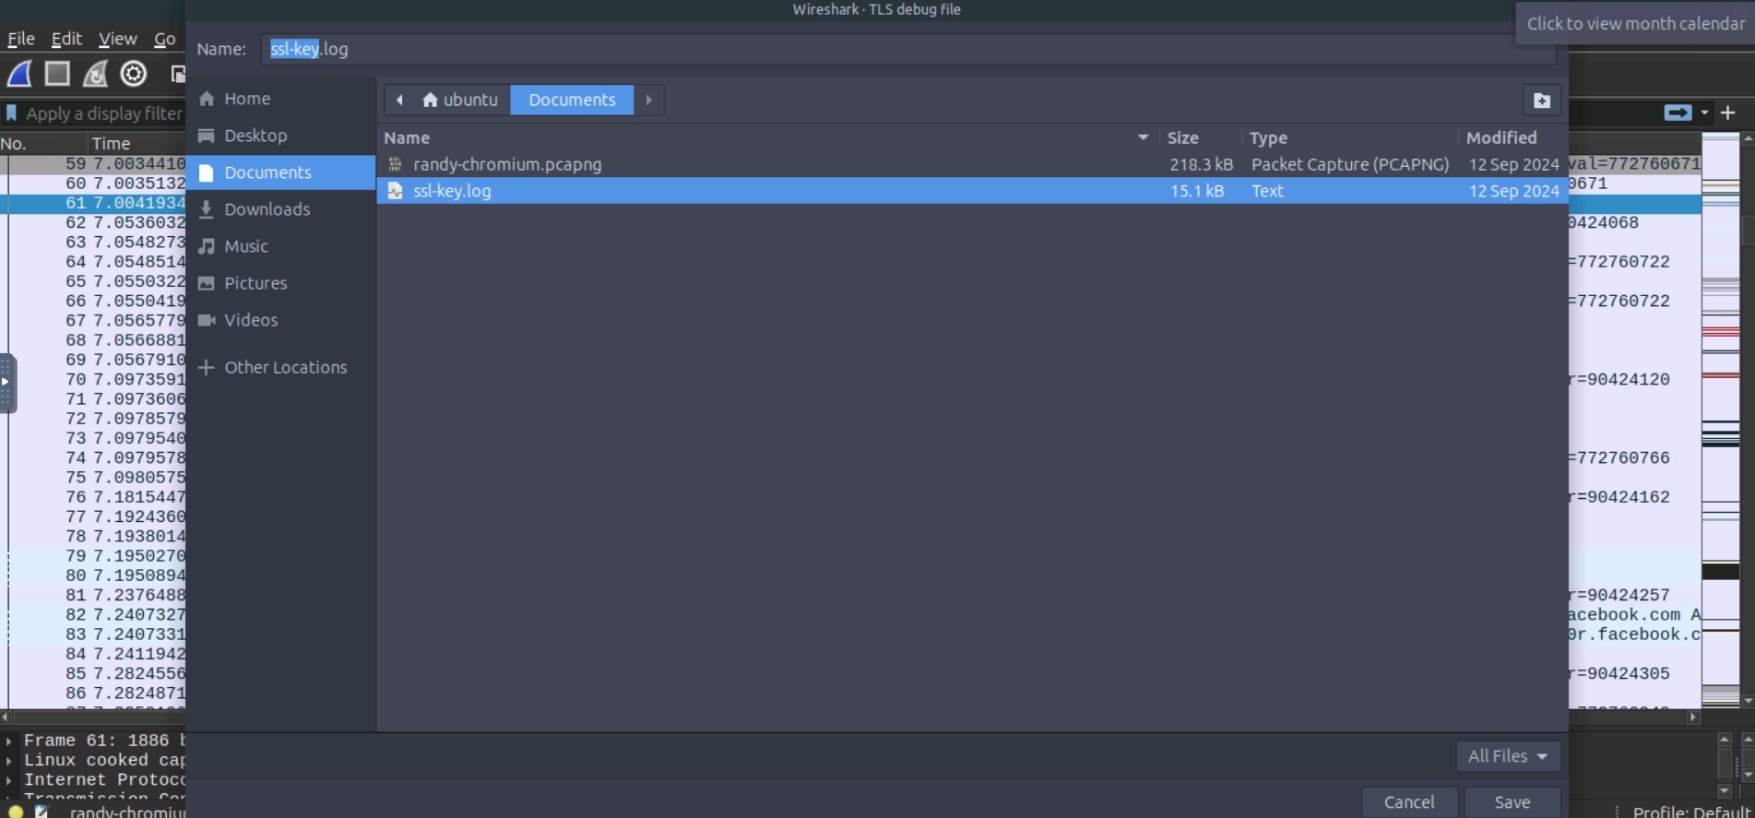 Wireshark · TLS debug file
Click to view month calendar
File Edit View Go
Name: ssl-key.log
Home
Desktop
Documents
Downloads
Music
Pictures
Videos
Other Locations
ubuntu Documents
Name Size Type Modified
randy-chromium.pcapng 218.3 kB Packet Capture (PCAPNG) 12 Sep 2024
ssl-key.log 15.1 kB Text 12 Sep 2024
Apply a display filter
No. Time
59 7.0034410 val=772760671
60 7.0035132 0671
61 7.0041934
62 7.0536032 0424068
63 7.0548273
64 7.0548514 =772760722
65 7.0550322
66 7.0550419 =772760722
67 7.0565779
68 7.0566881
69 7.0567910
70 7.0973591 r=90424120
71 7.0973606
72 7.0978579
73 7.0979540
74 7.0979578 =772760766
75 7.0980575
76 7.1815447 r=90424162
77 7.1924360
78 7.1938014
79 7.1950270
80 7.1950894
81 7.2376488 r=90424257
82 7.2407327 acebook.com A
83 7.2407331 0r.facebook.c
84 7.2411942
85 7.2824556 r=90424305
86 7.2824871
Frame 61: 1886 b
Linux cooked cap
Internet Protoc
All Files
Cancel Save
randy-chromiu
Profile: Default